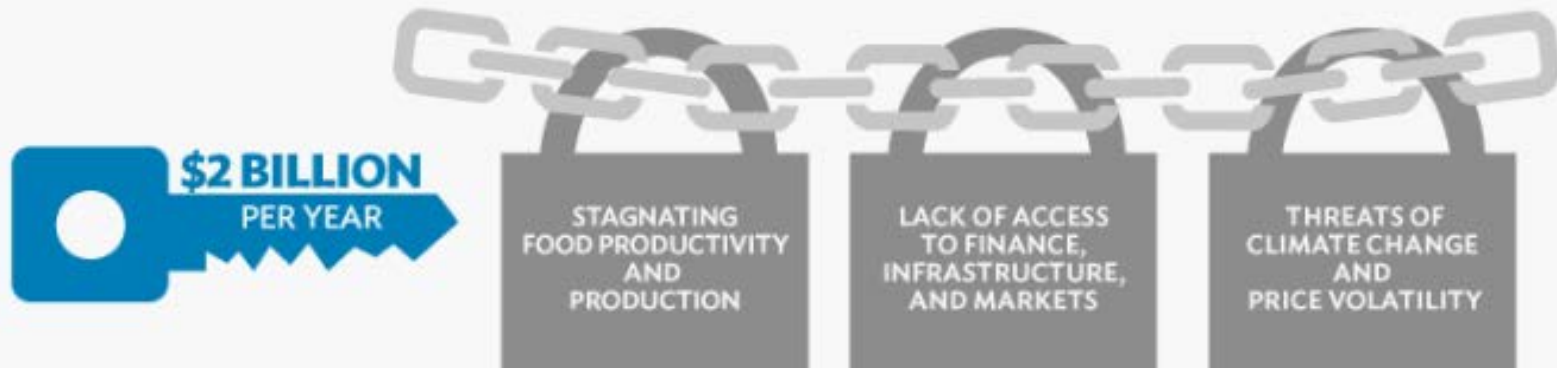 $2 BILLION
PER YEAR
STAGNATING
FOOD PRODUCTIVITY
AND
PRODUCTION
LACK OF ACCESS
TO FINANCE,
INFRASTRUCTURE,
AND MARKETS
THREATS OF
CLIMATE CHANGE
AND
PRICE VOLATILITY